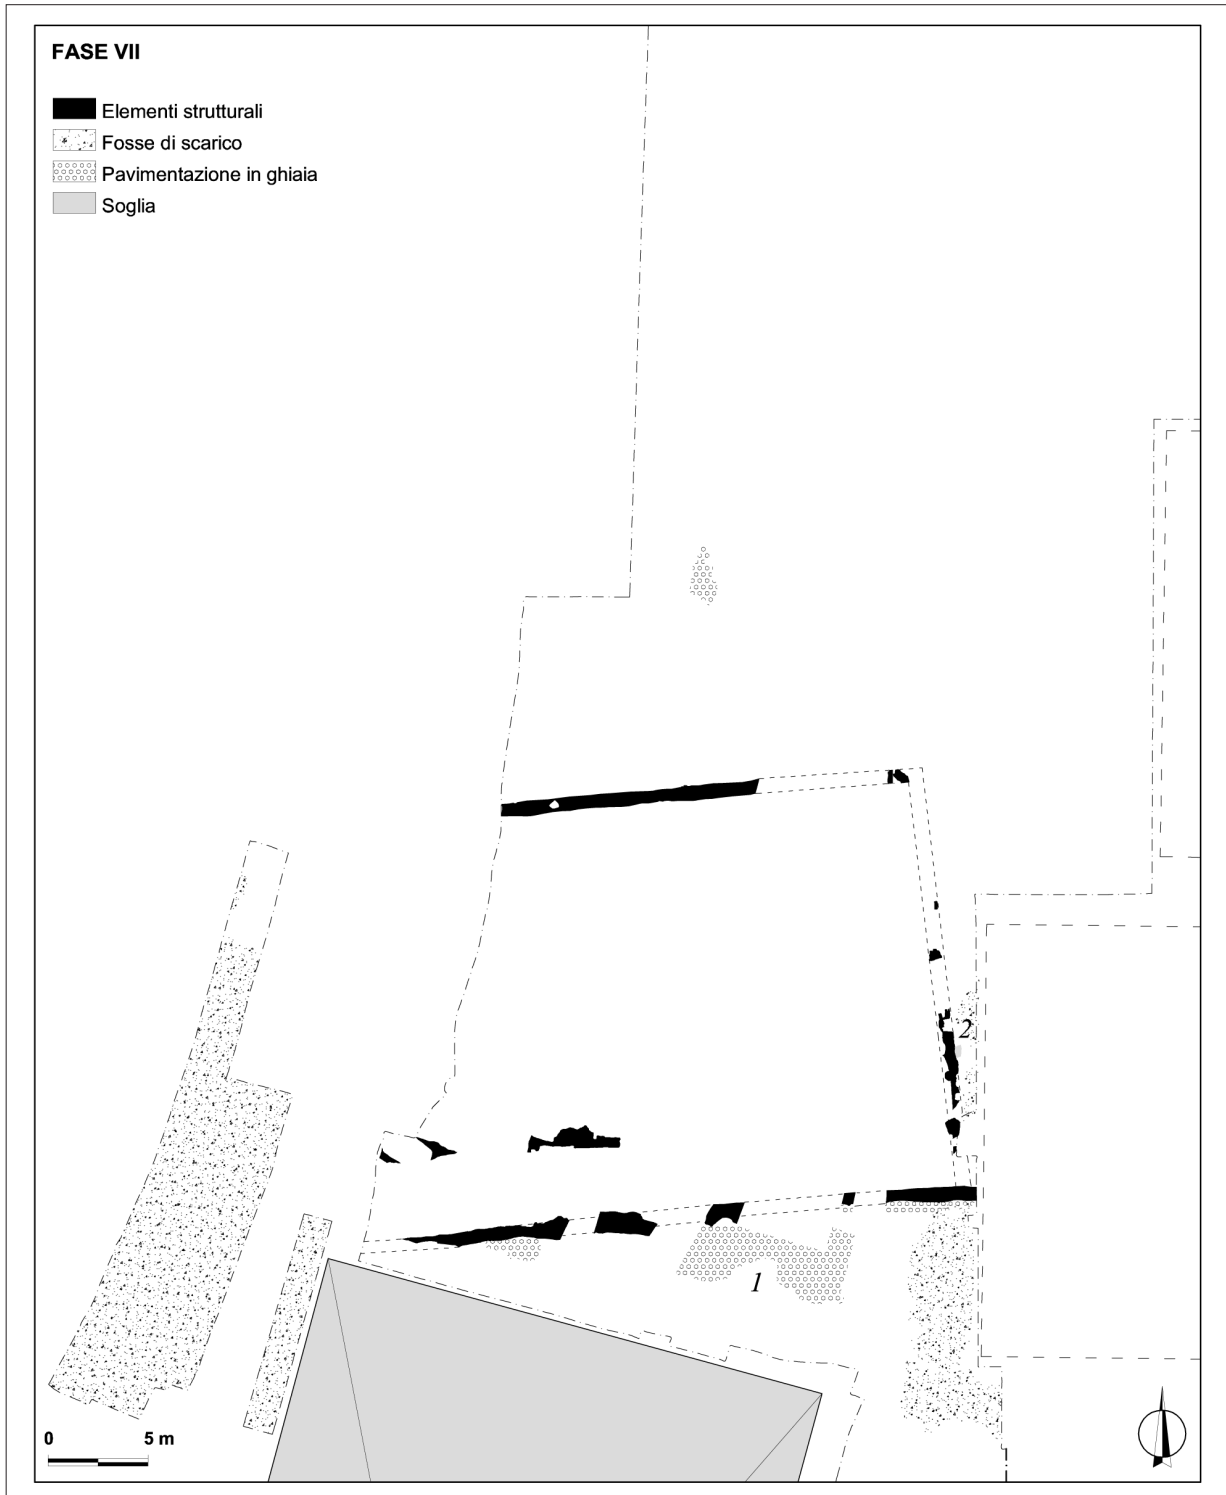 FASE VII
Elementi strutturali
Fosse di scarico
Pavimentazione in ghiaia
Soglia
2
1
0 5 m